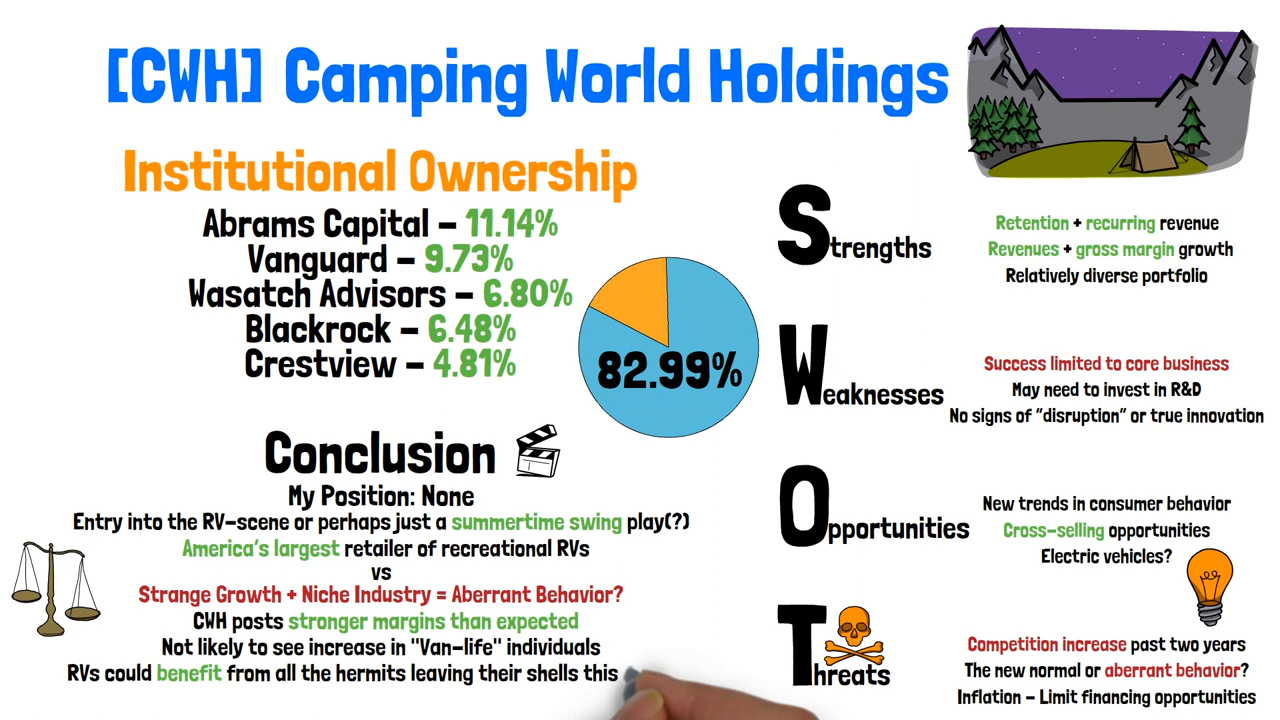 [CWH] Camping World Holdings
Institutional Ownership
Abrams Capital – 11.14%
Vanguard – 9.73%
Wasatch Advisors – 6.80%
Blackrock – 6.48%
Crestview – 4.81%
82.99%
Conclusion
My Position: None
Entry into the RV-scene or perhaps just a summertime swing play(?)
America's largest retailer of recreational RVs
vs
Strange Growth + Niche Industry = Aberrant Behavior?
CWH posts stronger margins than expected
Not likely to see increase in "Van-life" individuals
RVs could benefit from all the hermits leaving their shells this
Strengths
Retention + recurring revenue
Revenues + gross margin growth
Relatively diverse portfolio
Weaknesses
Success limited to core business
May need to invest in R&D
No signs of "disruption" or true innovation
Opportunities
New trends in consumer behavior
Cross-selling opportunities
Electric vehicles?
Threats
Competition increase past two years
The new normal or aberrant behavior?
Inflation – Limit financing opportunities